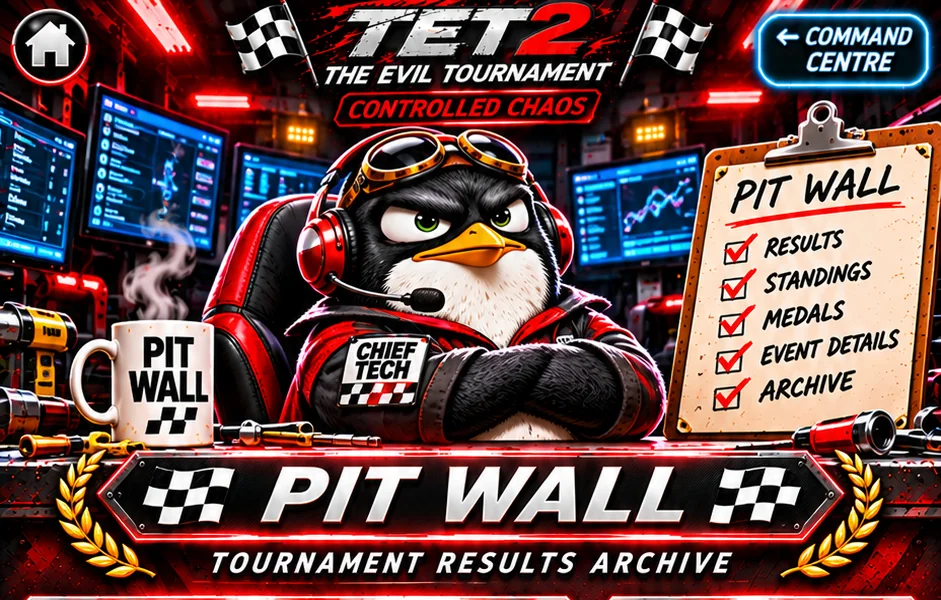 TET2
THE EVIL TOURNAMENT
CONTROLLED CHAOS
← COMMAND
CENTRE
PIT WALL
RESULTS
STANDINGS
MEDALS
EVENT DETAILS
ARCHIVE
PIT
WALL
CHIEF
TECH
PIT WALL
TOURNAMENT RESULTS ARCHIVE